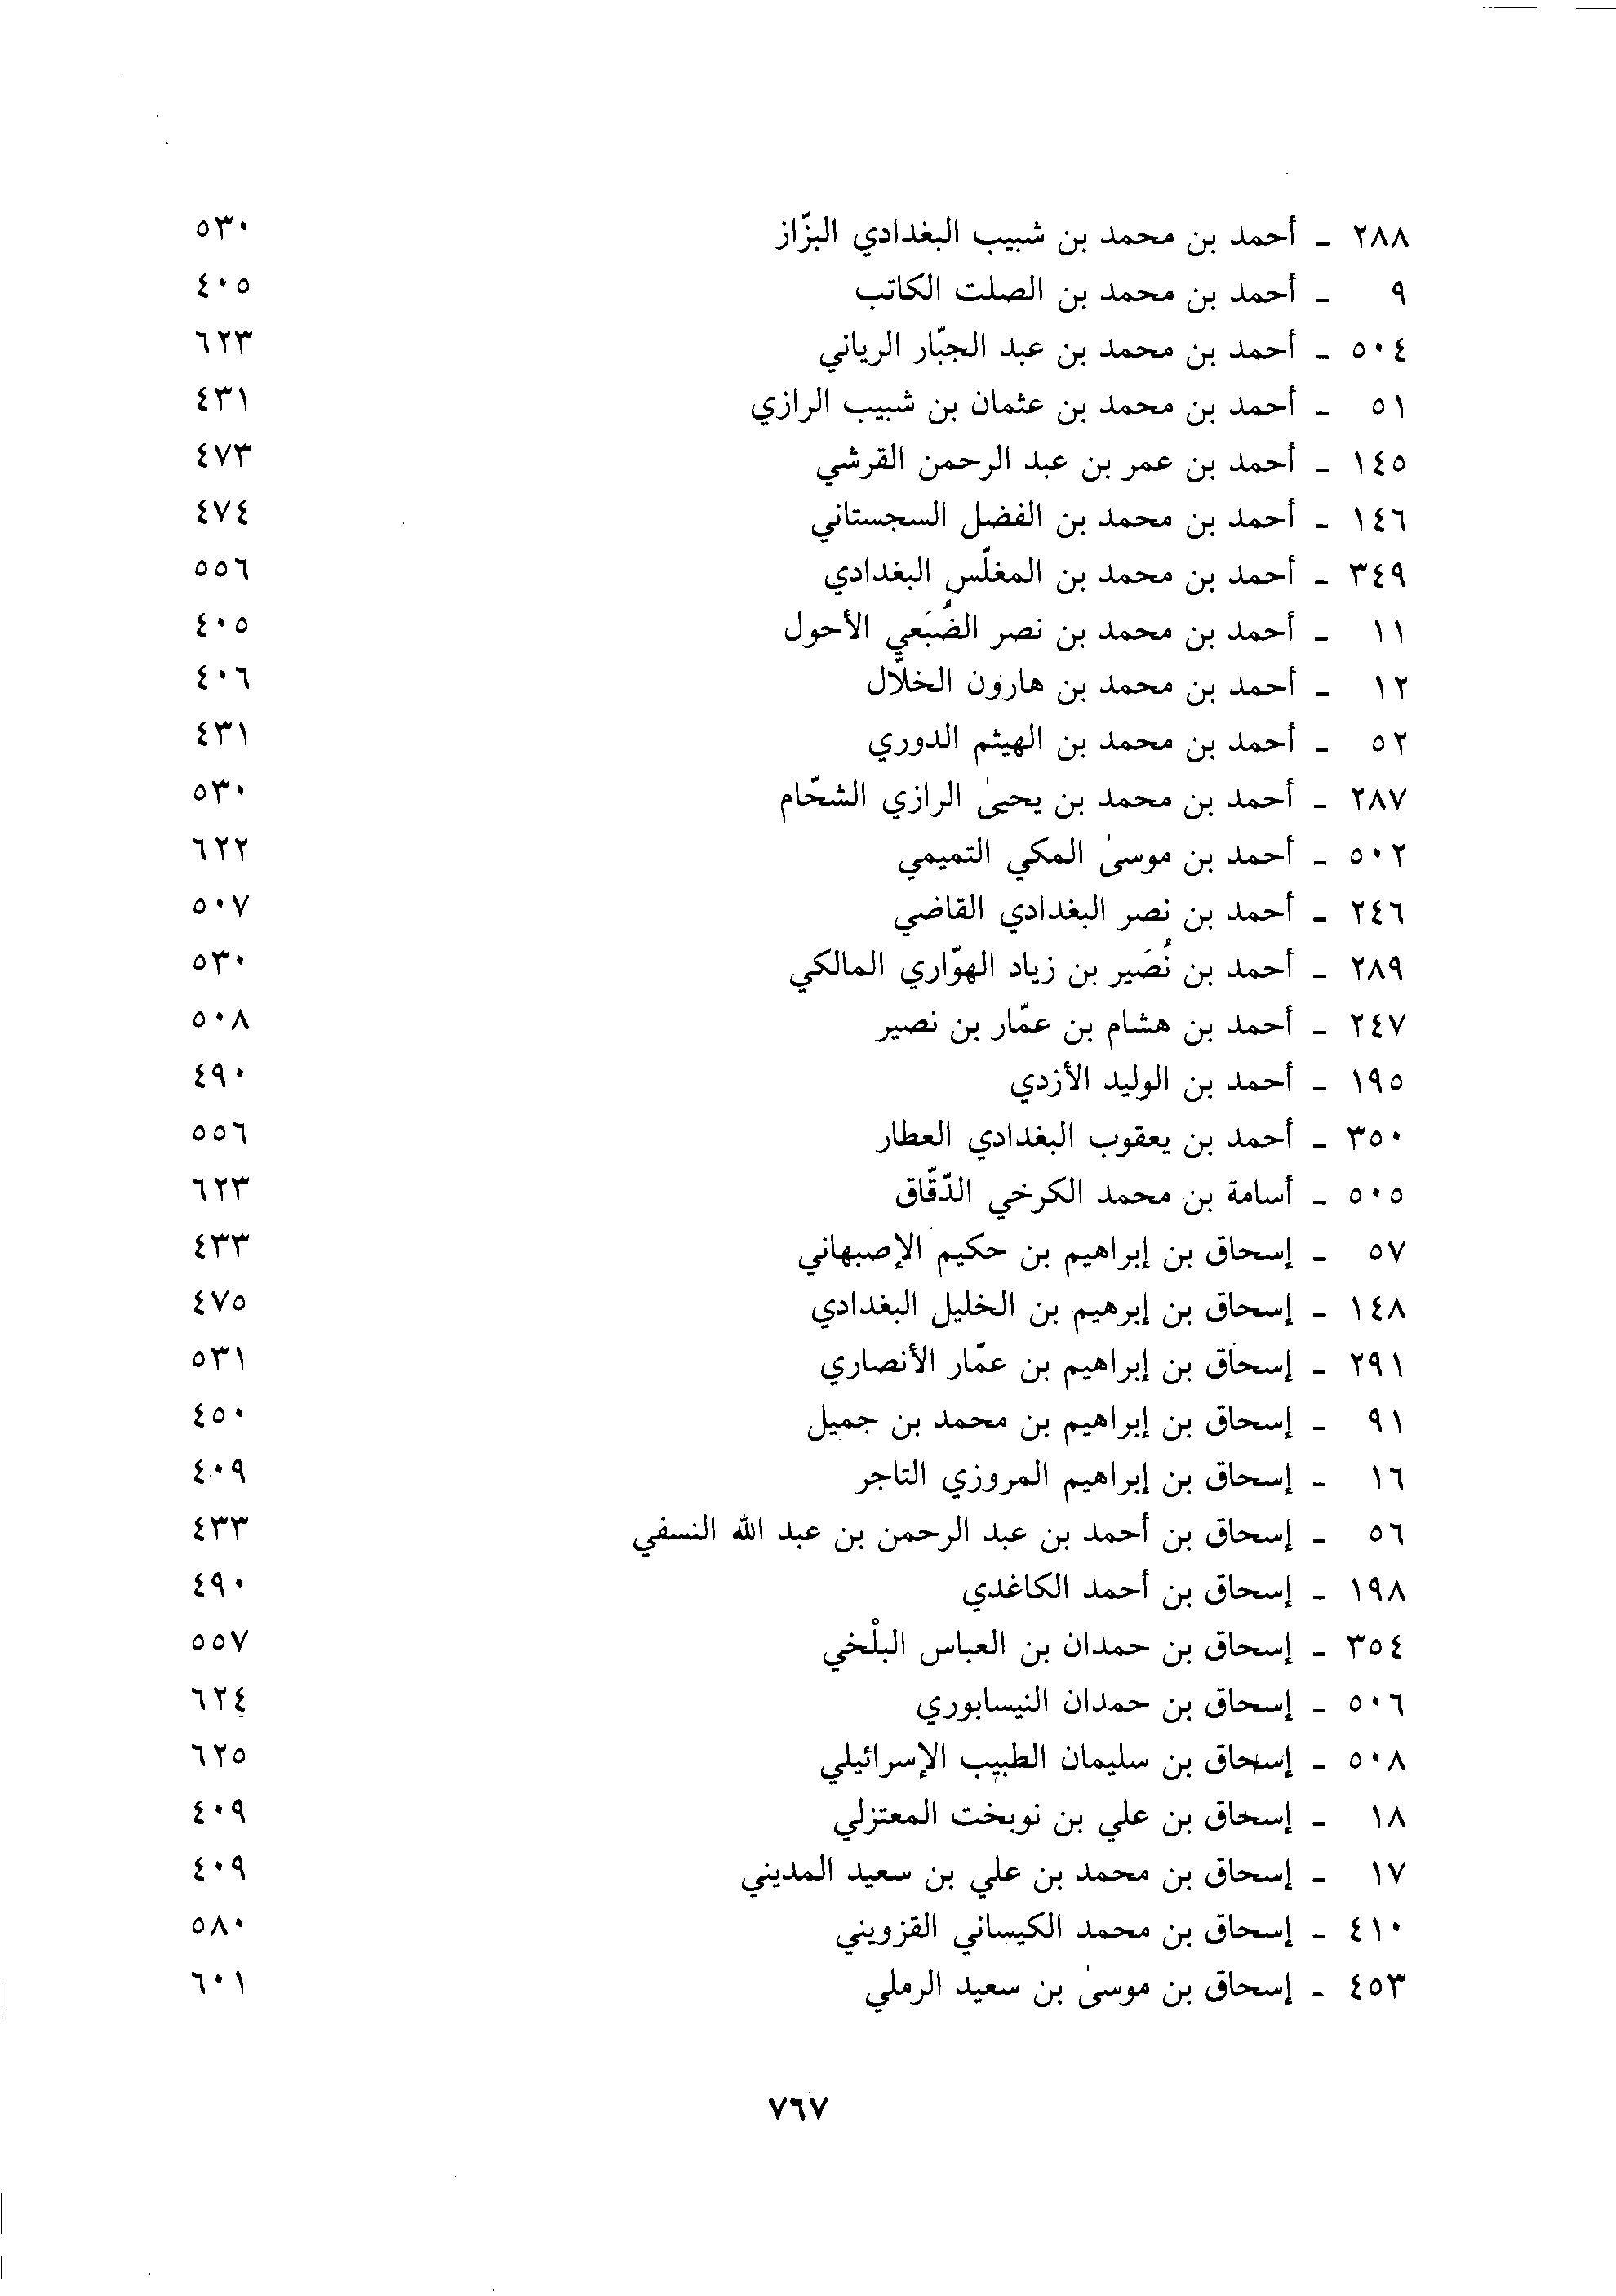 ٢٨٨ - أحمد بن محمد بن شبيب البغدادي البزّاز ٥٣٠
٩ - أحمد بن محمد بن الصلت الكاتب ٤٠٥
٥٠٤ - أحمد بن محمد بن عبد الجبّار الرياني ٦٢٣
٥١ - أحمد بن محمد بن عثمان بن شبيب الرازي ٤٣١
١٤٥ - أحمد بن عمر بن عبد الرحمن القرشي ٤٧٣
١٤٦ - أحمد بن محمد بن الفضل السجستاني ٤٧٤
٣٤٩ - أحمد بن محمد بن المغلّس البغدادي ٥٥٦
١١ - أحمد بن محمد بن نصر الضُبَعي الأحول ٤٠٥
١٢ - أحمد بن محمد بن هارون الخلّال ٤٠٦
٥٢ - أحمد بن محمد بن الهيثم الدوري ٤٣١
٢٨٧ - أحمد بن محمد بن يحيىٰ الرازي الشحّام ٥٣٠
٥٠٢ - أحمد بن موسىٰ المكي التميمي ٦٢٢
٢٤٦ - أحمد بن نصر البغدادي القاضي ٥٠٧
٢٨٩ - أحمد بن نُصَير بن زياد الهوّاري المالكي ٥٣٠
٢٤٧ - أحمد بن هشام بن عمّار بن نصير ٥٠٨
١٩٥ - أحمد بن الوليد الأزدي ٤٩٠
٣٥٠ - أحمد بن يعقوب البغدادي العطار ٥٥٦
٥٠٥ - أسامة بن محمد الكرخي الدّقّاق ٦٢٣
٥٧ - إسحاق بن إبراهيم بن حكيم الإصبهاني ٤٣٣
١٤٨ - إسحاق بن إبرهيم بن الخليل البغدادي ٤٧٥
٢٩١ - إسحاق بن إبراهيم بن عمّار الأنصاري ٥٣١
٩١ - إسحاق بن إبراهيم بن محمد بن جميل ٤٥٠
١٦ - إسحاق بن إبراهيم المروزي التاجر ٤٠٩
٥٦ - إسحاق بن أحمد بن عبد الرحمن بن عبد الله النسفي ٤٣٣
١٩٨ - إسحاق بن أحمد الكاغدي ٤٩٠
٣٥٤ - إسحاق بن حمدان بن العباس البلْخي ٥٥٧
٥٠٦ - إسحاق بن حمدان النيسابوري ٦٢٤
٥٠٨ - إسحاق بن سليمان الطبيب الإسرائيلي ٦٢٥
١٨ - إسحاق بن علي بن نوبخت المعتزلي ٤٠٩
١٧ - إسحاق بن محمد بن علي بن سعيد المديني ٤٠٩
٤١٠ - إسحاق بن محمد الكيساني القزويني ٥٨٠
٤٥٣ - إسحاق بن موسىٰ بن سعيد الرملي ٦٠١
٧٦٧